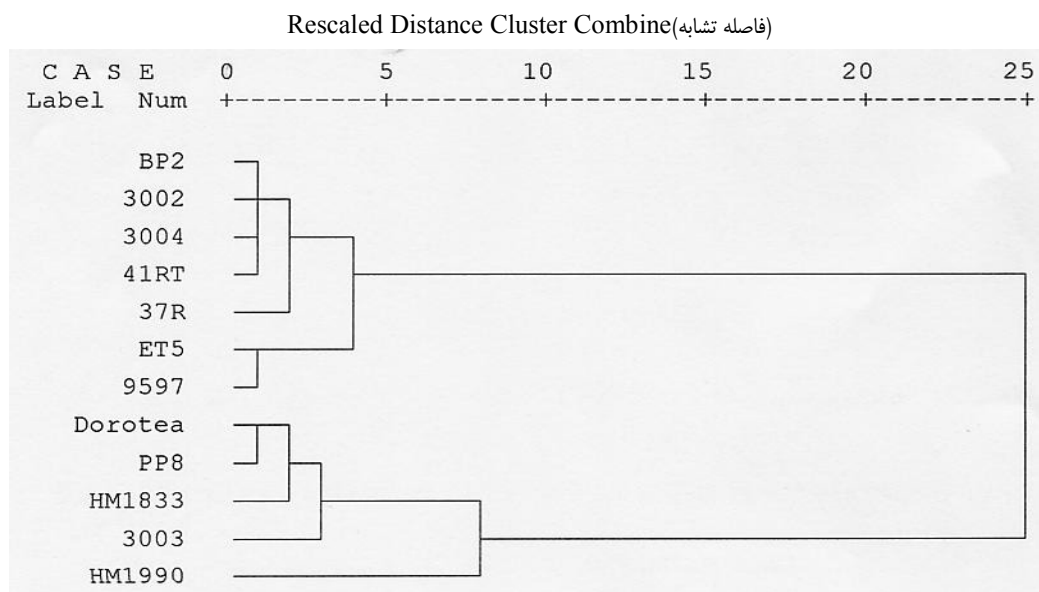 Rescaled Distance Cluster Combine(فاصله تشابه)
C A S E 0 5 10 15 20 25
Label Num +---------+---------+---------+---------+---------+
BP2
3002
3004
41RT
37R
ET5
9597
Dorotea
PP8
HM1833
3003
HM1990